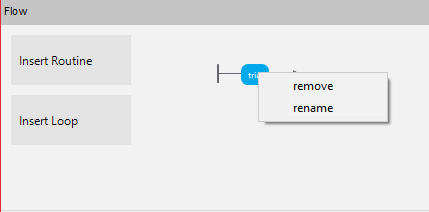 Flow
Insert Routine
remove
rename
Insert Loop